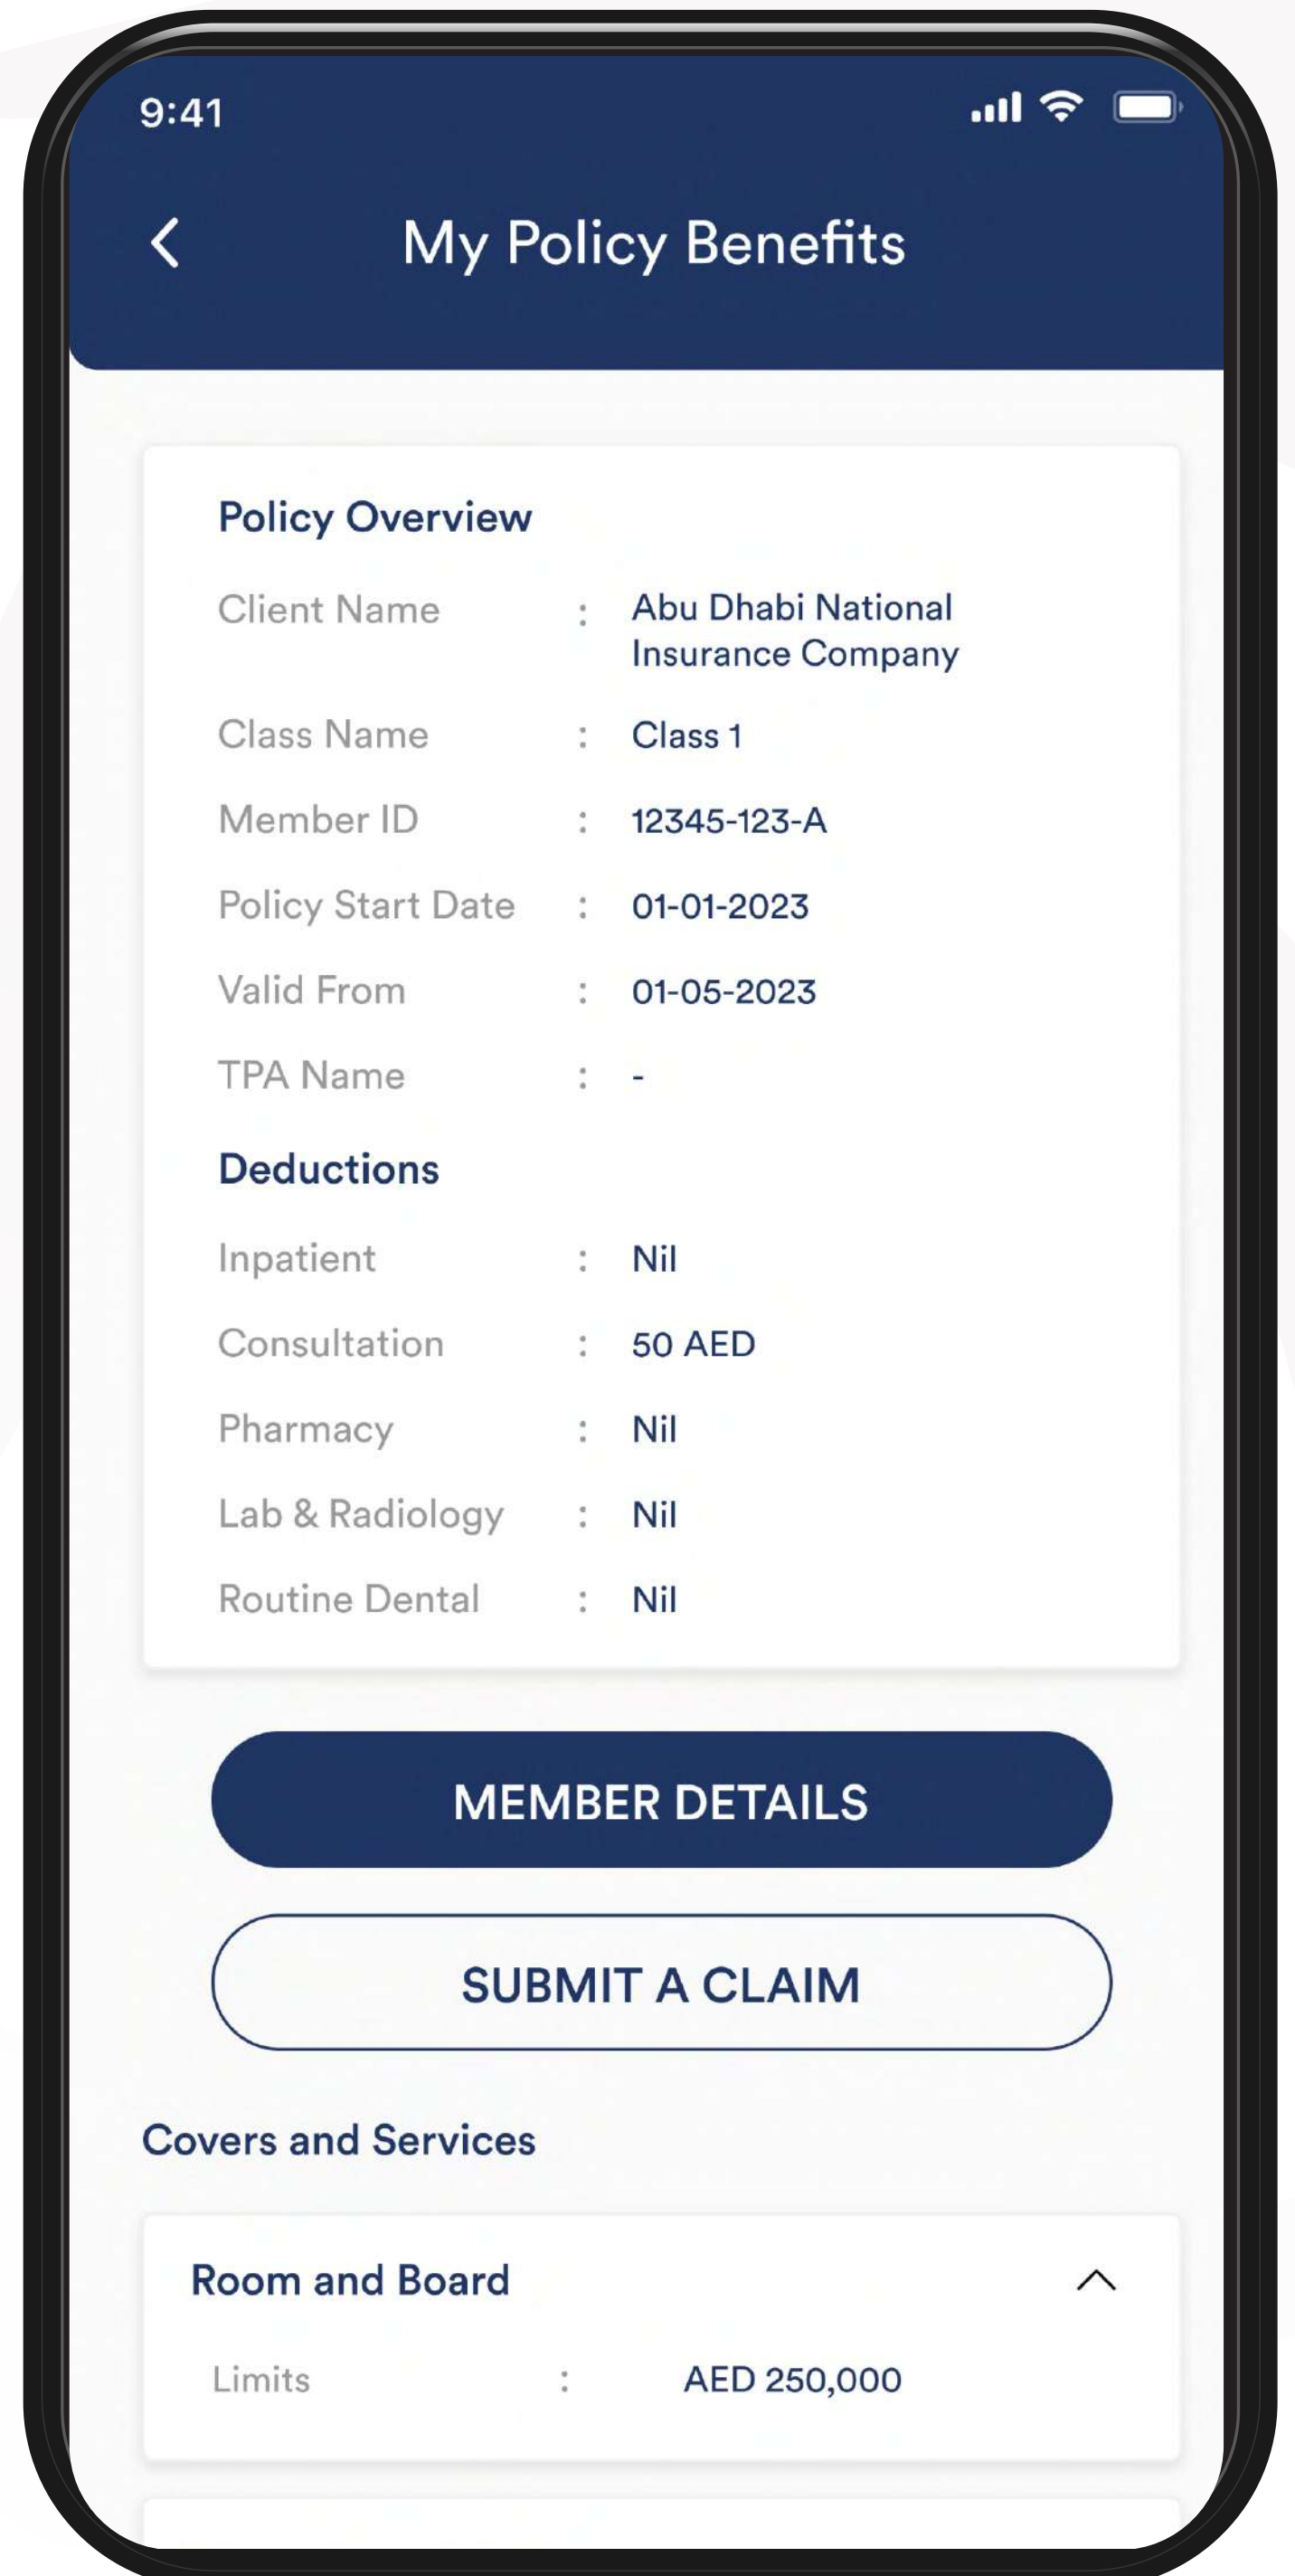 9:41
My Policy Benefits
Policy Overview
Client Name : Abu Dhabi National
Insurance Company
Class Name : Class 1
Member ID : 12345-123-A
Policy Start Date : 01-01-2023
Valid From : 01-05-2023
TPA Name : -
Deductions
Inpatient : Nil
Consultation : 50 AED
Pharmacy : Nil
Lab & Radiology : Nil
Routine Dental : Nil
MEMBER DETAILS
SUBMIT A CLAIM
Covers and Services
Room and Board
Limits : AED 250,000